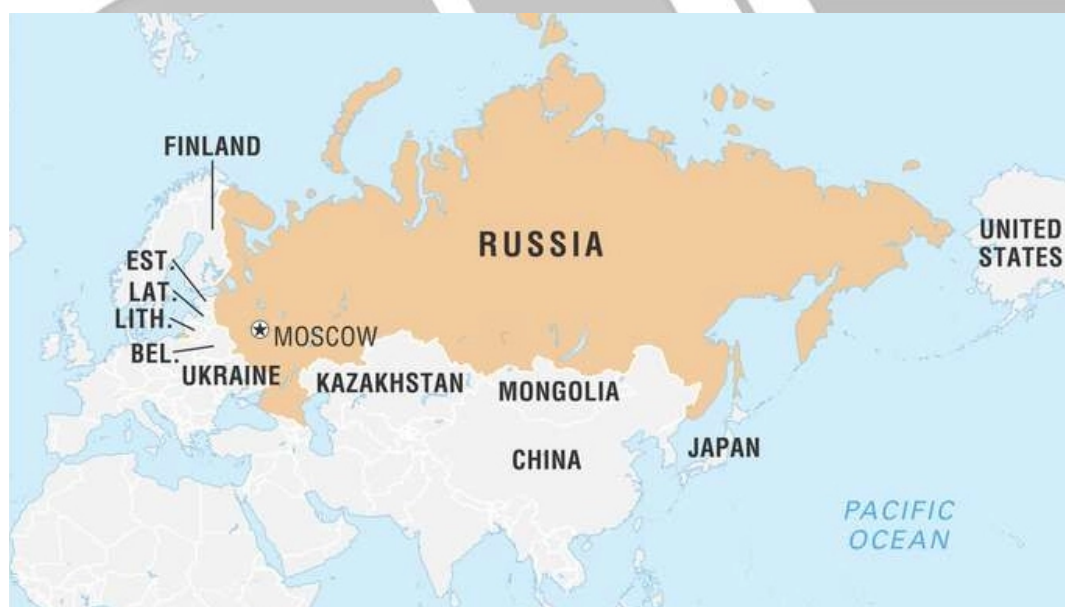 FINLAND
RUSSIA
UNITED
STATES
EST.
LAT.
LITH.
MOSCOW
BEL.
UKRAINE
KAZAKHSTAN
MONGOLIA
CHINA
JAPAN
PACIFIC
OCEAN